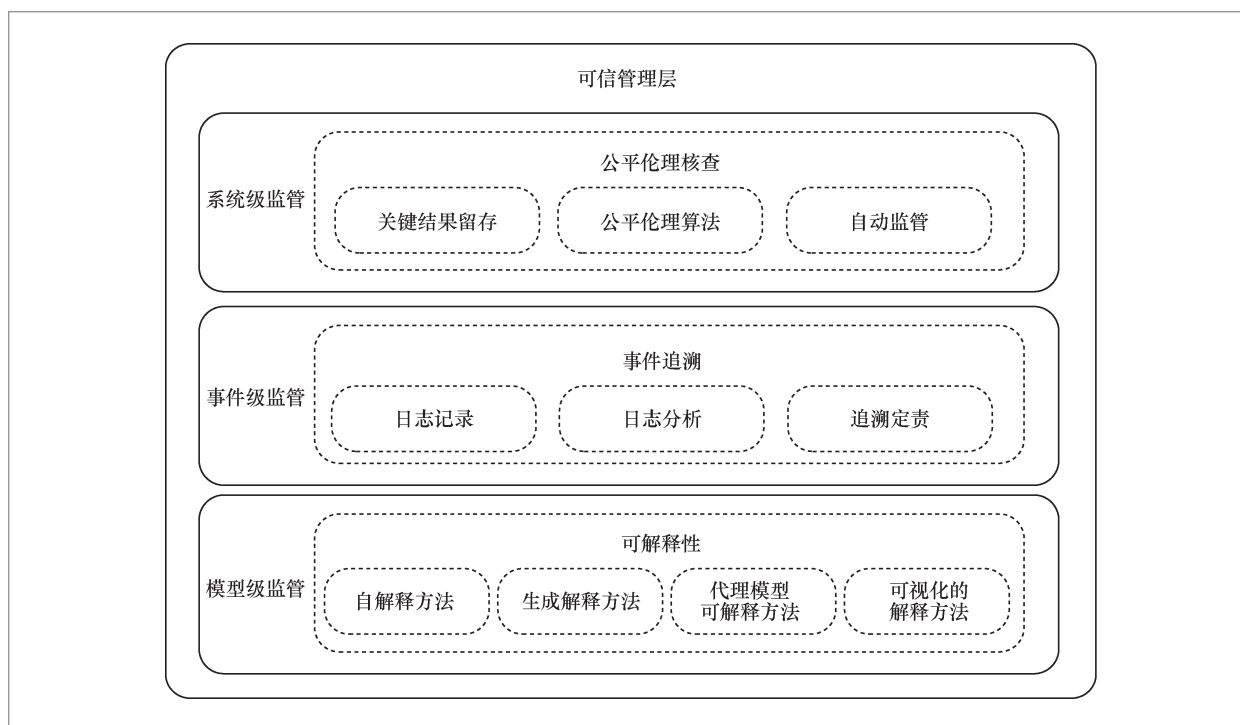 可信管理层
系统级监管
公平伦理核查
关键结果留存
公平伦理算法
自动监管
事件级监管
事件追溯
日志记录
日志分析
追溯定责
模型级监管
可解释性
自解释方法
生成解释方法
代理模型
可解释方法
可视化的
解释方法